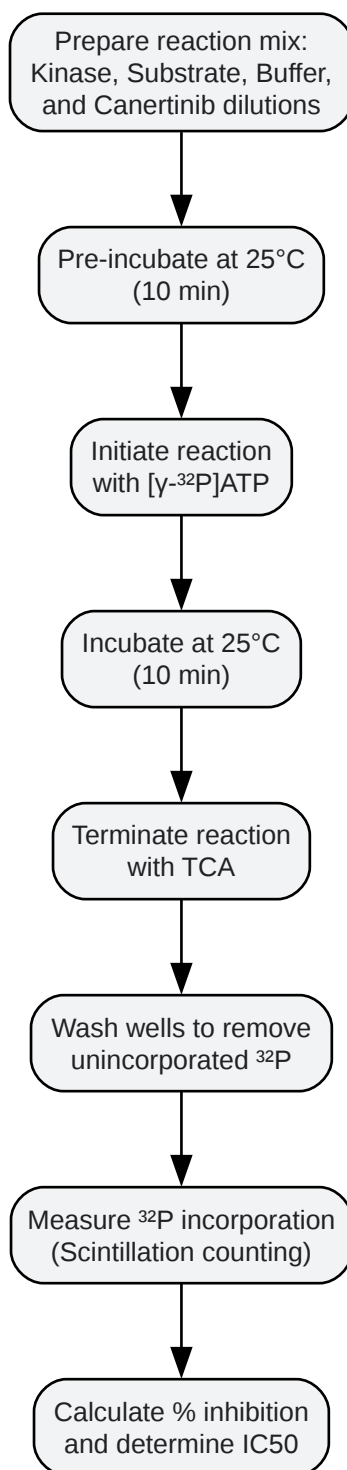 Prepare reaction mix:
Kinase, Substrate, Buffer,
and Canertinib dilutions
Pre-incubate at 25°C
(10 min)
Initiate reaction
with [γ-³²P]ATP
Incubate at 25°C
(10 min)
Terminate reaction
with TCA
Wash wells to remove
unincorporated ³²P
Measure ³²P incorporation
(Scintillation counting)
Calculate % inhibition
and determine IC50